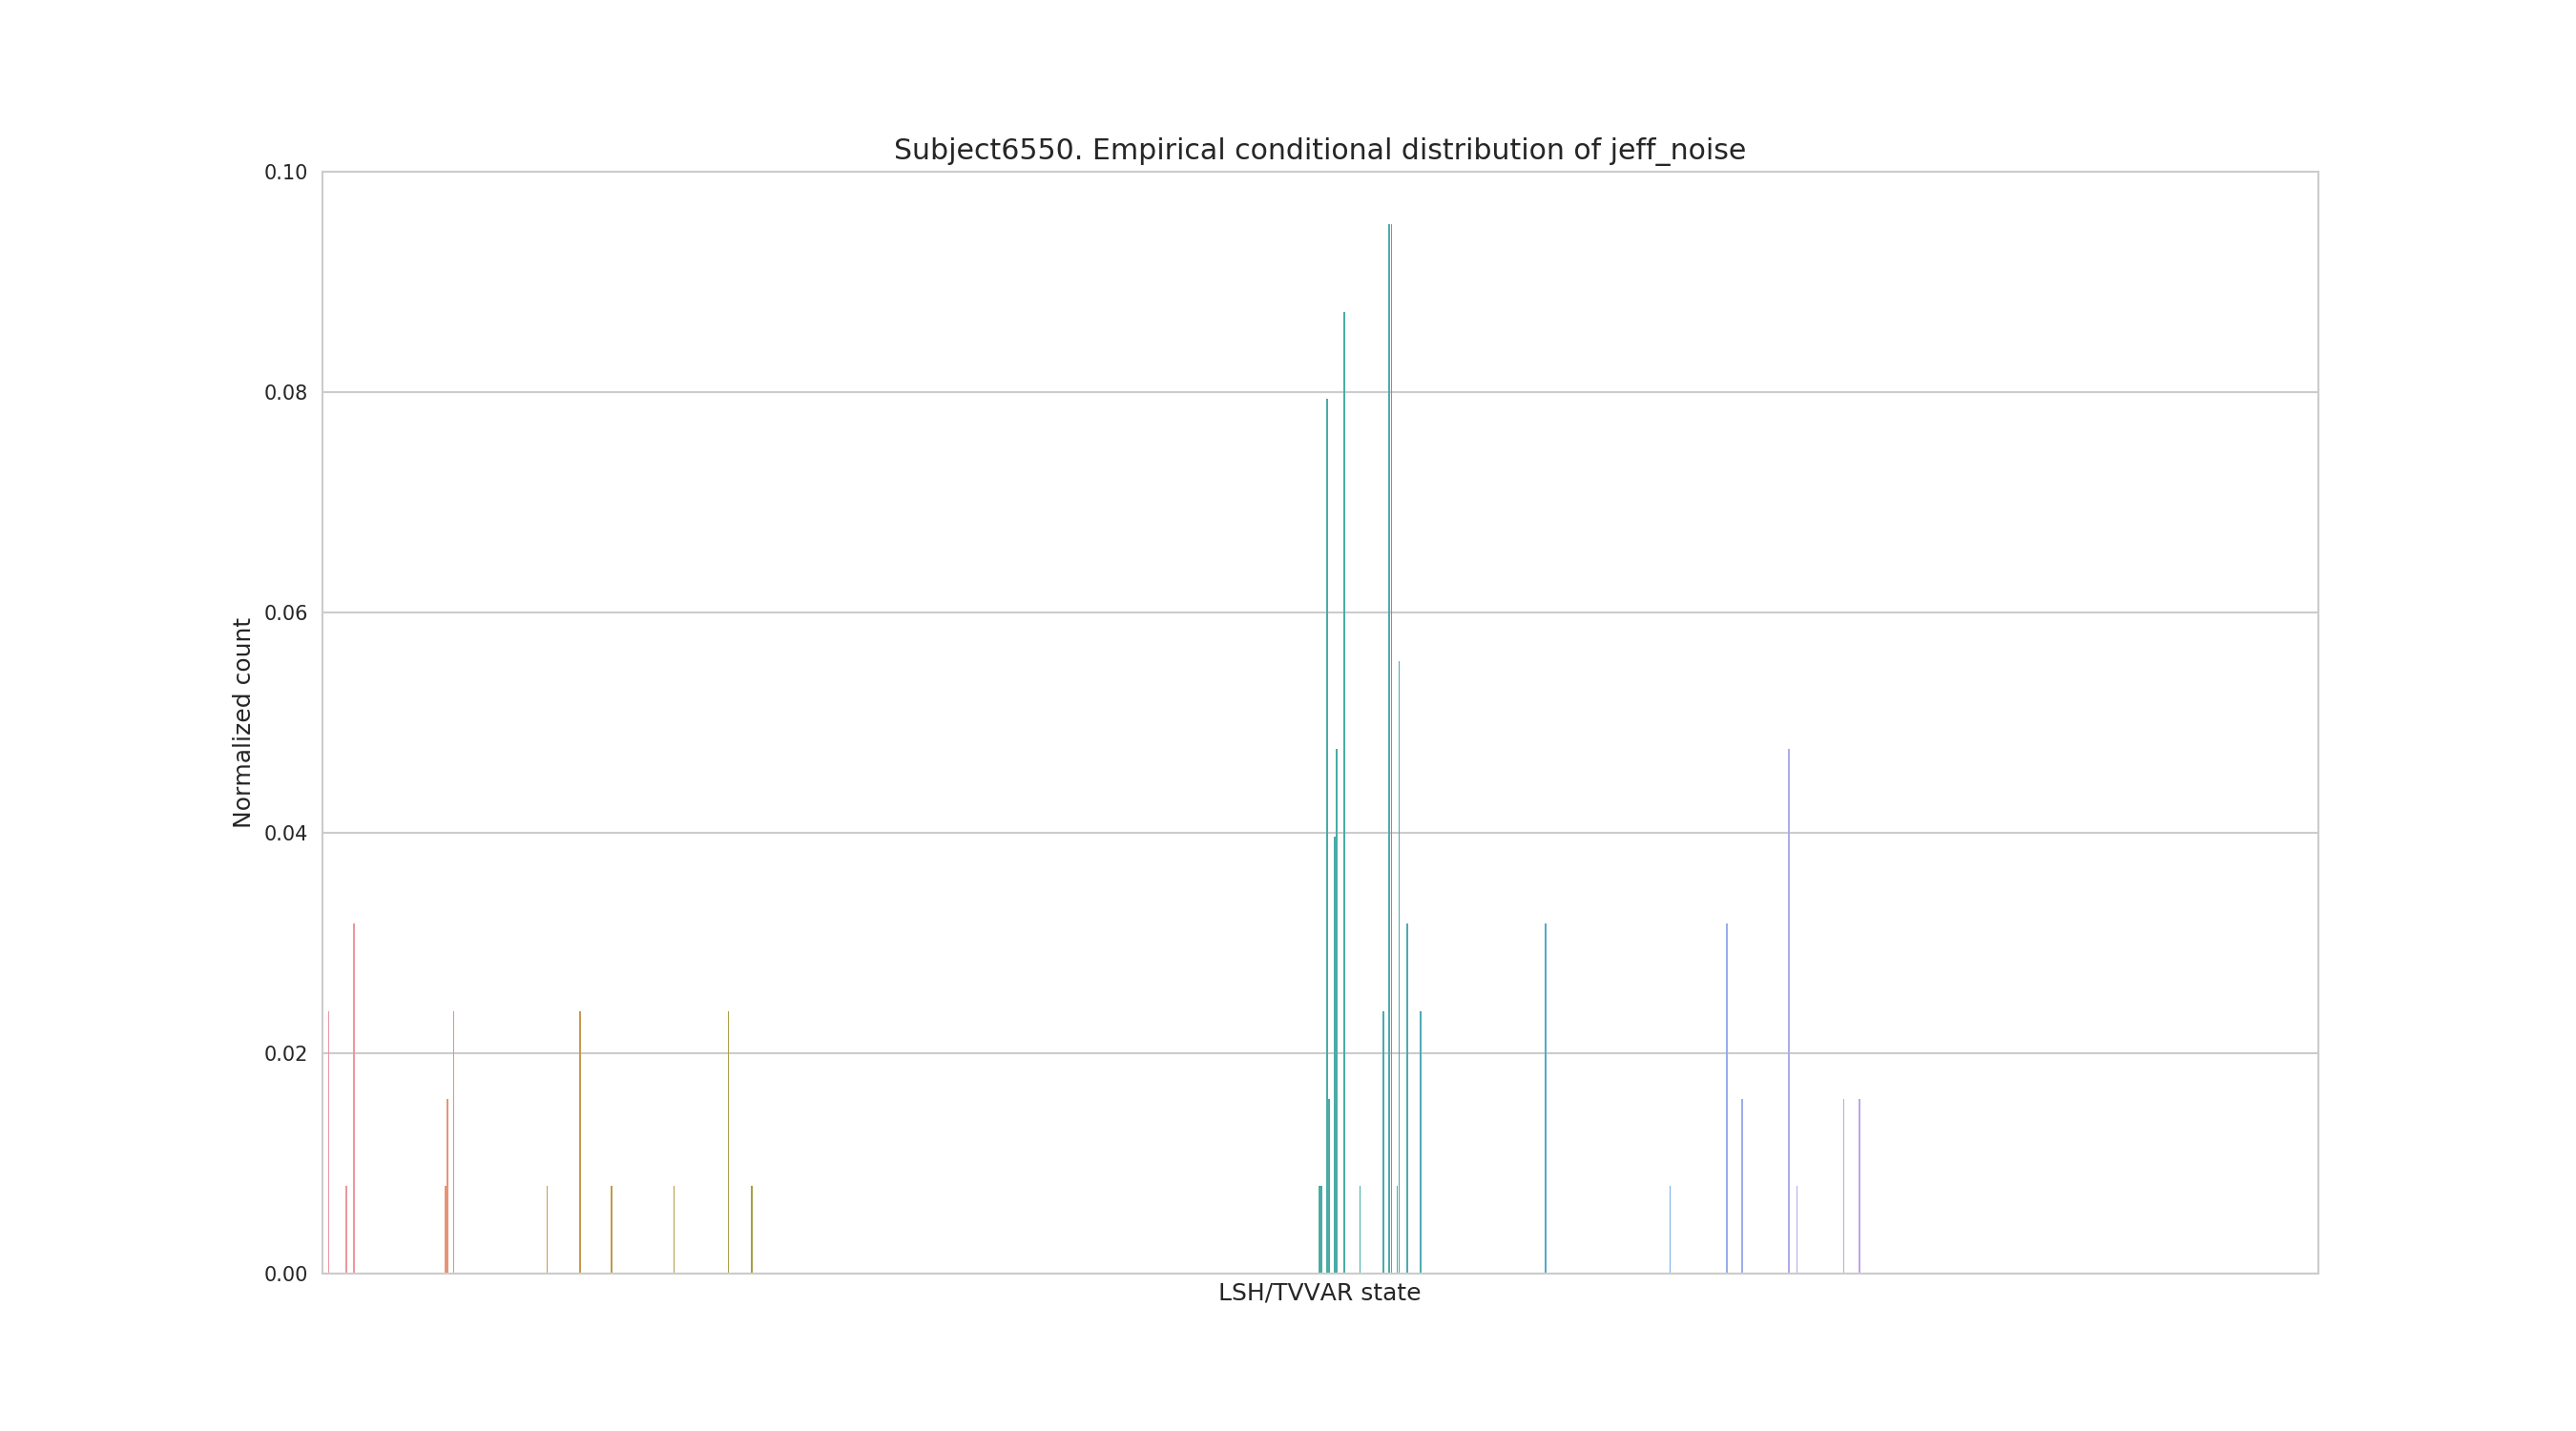 Subject6550. Empirical conditional distribution of jeff_noise
0.10
0.08
0.06
0.04
0.02
0.00
Normalized count
LSH/TVVAR state